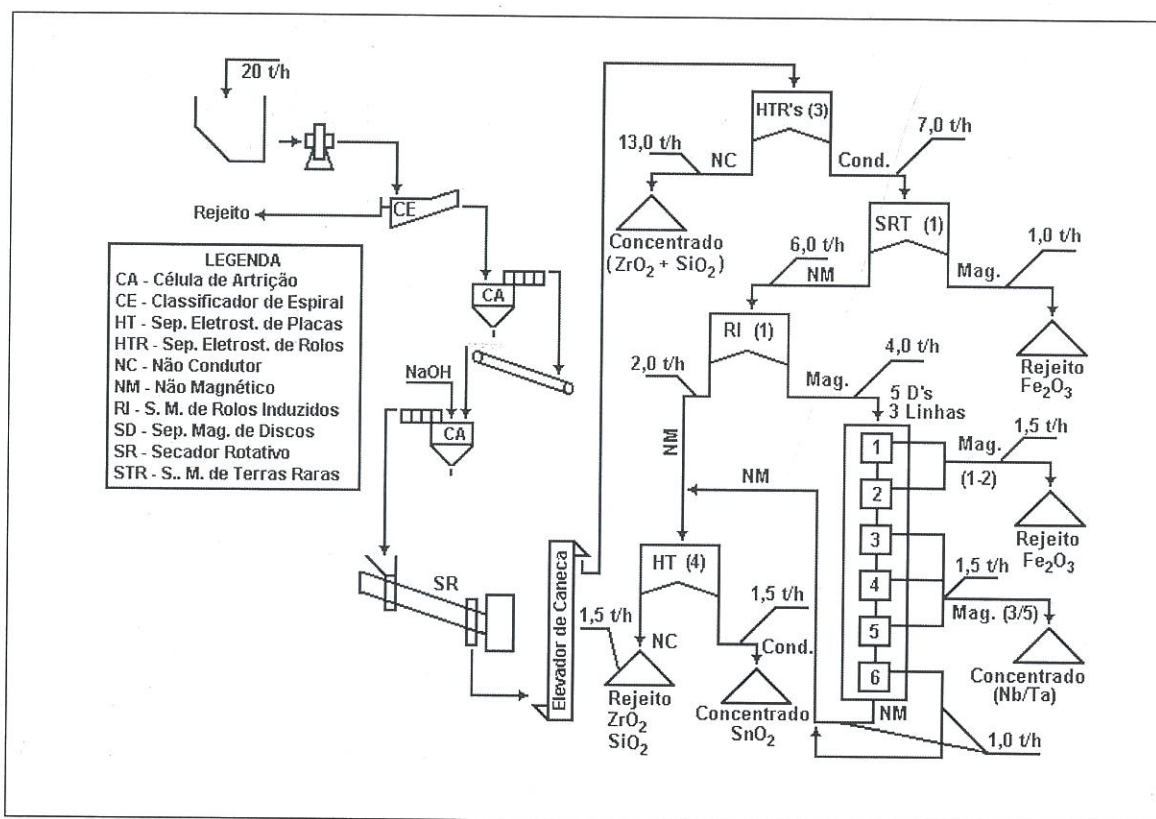 20 t/h
Rejeito
CE
CA
NaOH
CA
SR
Elevador de Caneca
LEGENDA
CA - Célula de Artrição
CE - Classificador de Espiral
HT - Sep. Eletrost. de Placas
HTR - Sep. Eletrost. de Rolos
NC - Não Condutor
NM - Não Magnético
RI - S. M. de Rolos Induzidos
SD - Sep. Mag. de Discos
SR - Secador Rotativo
STR - S.. M. de Terras Raras
HTR's (3)
13,0 t/h
NC
Cond.
7,0 t/h
Concentrado
(ZrO₂ + SiO₂)
SRT (1)
6,0 t/h
NM
Mag.
1,0 t/h
Rejeito
Fe₂O₃
RI (1)
2,0 t/h
NM
Mag.
4,0 t/h
5 D's
3 Linhas
1
2
3
4
5
6
Mag.
(1-2)
1,5 t/h
Rejeito
Fe₂O₃
1,5 t/h
Mag. (3/5)
Concentrado
(Nb/Ta)
NM
NM
1,0 t/h
HT (4)
1,5 t/h
NC
Rejeito
ZrO₂
SiO₂
1,5 t/h
Cond.
Concentrado
SnO₂